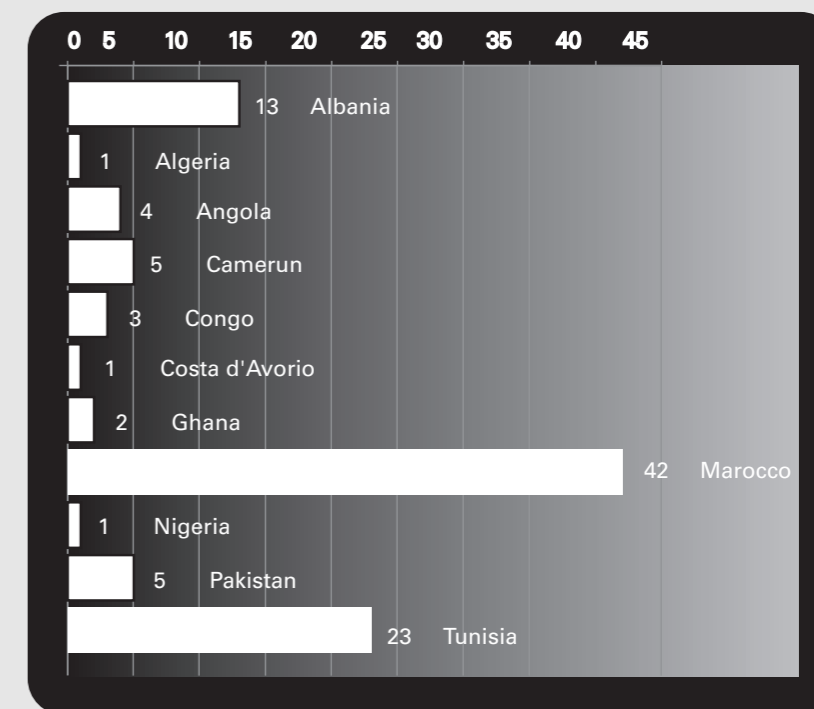 0 5 10 15 20 25 30 35 40 45
13 Albania
1 Algeria
4 Angola
5 Camerun
3 Congo
1 Costa d'Avorio
2 Ghana
42 Marocco
1 Nigeria
5 Pakistan
23 Tunisia